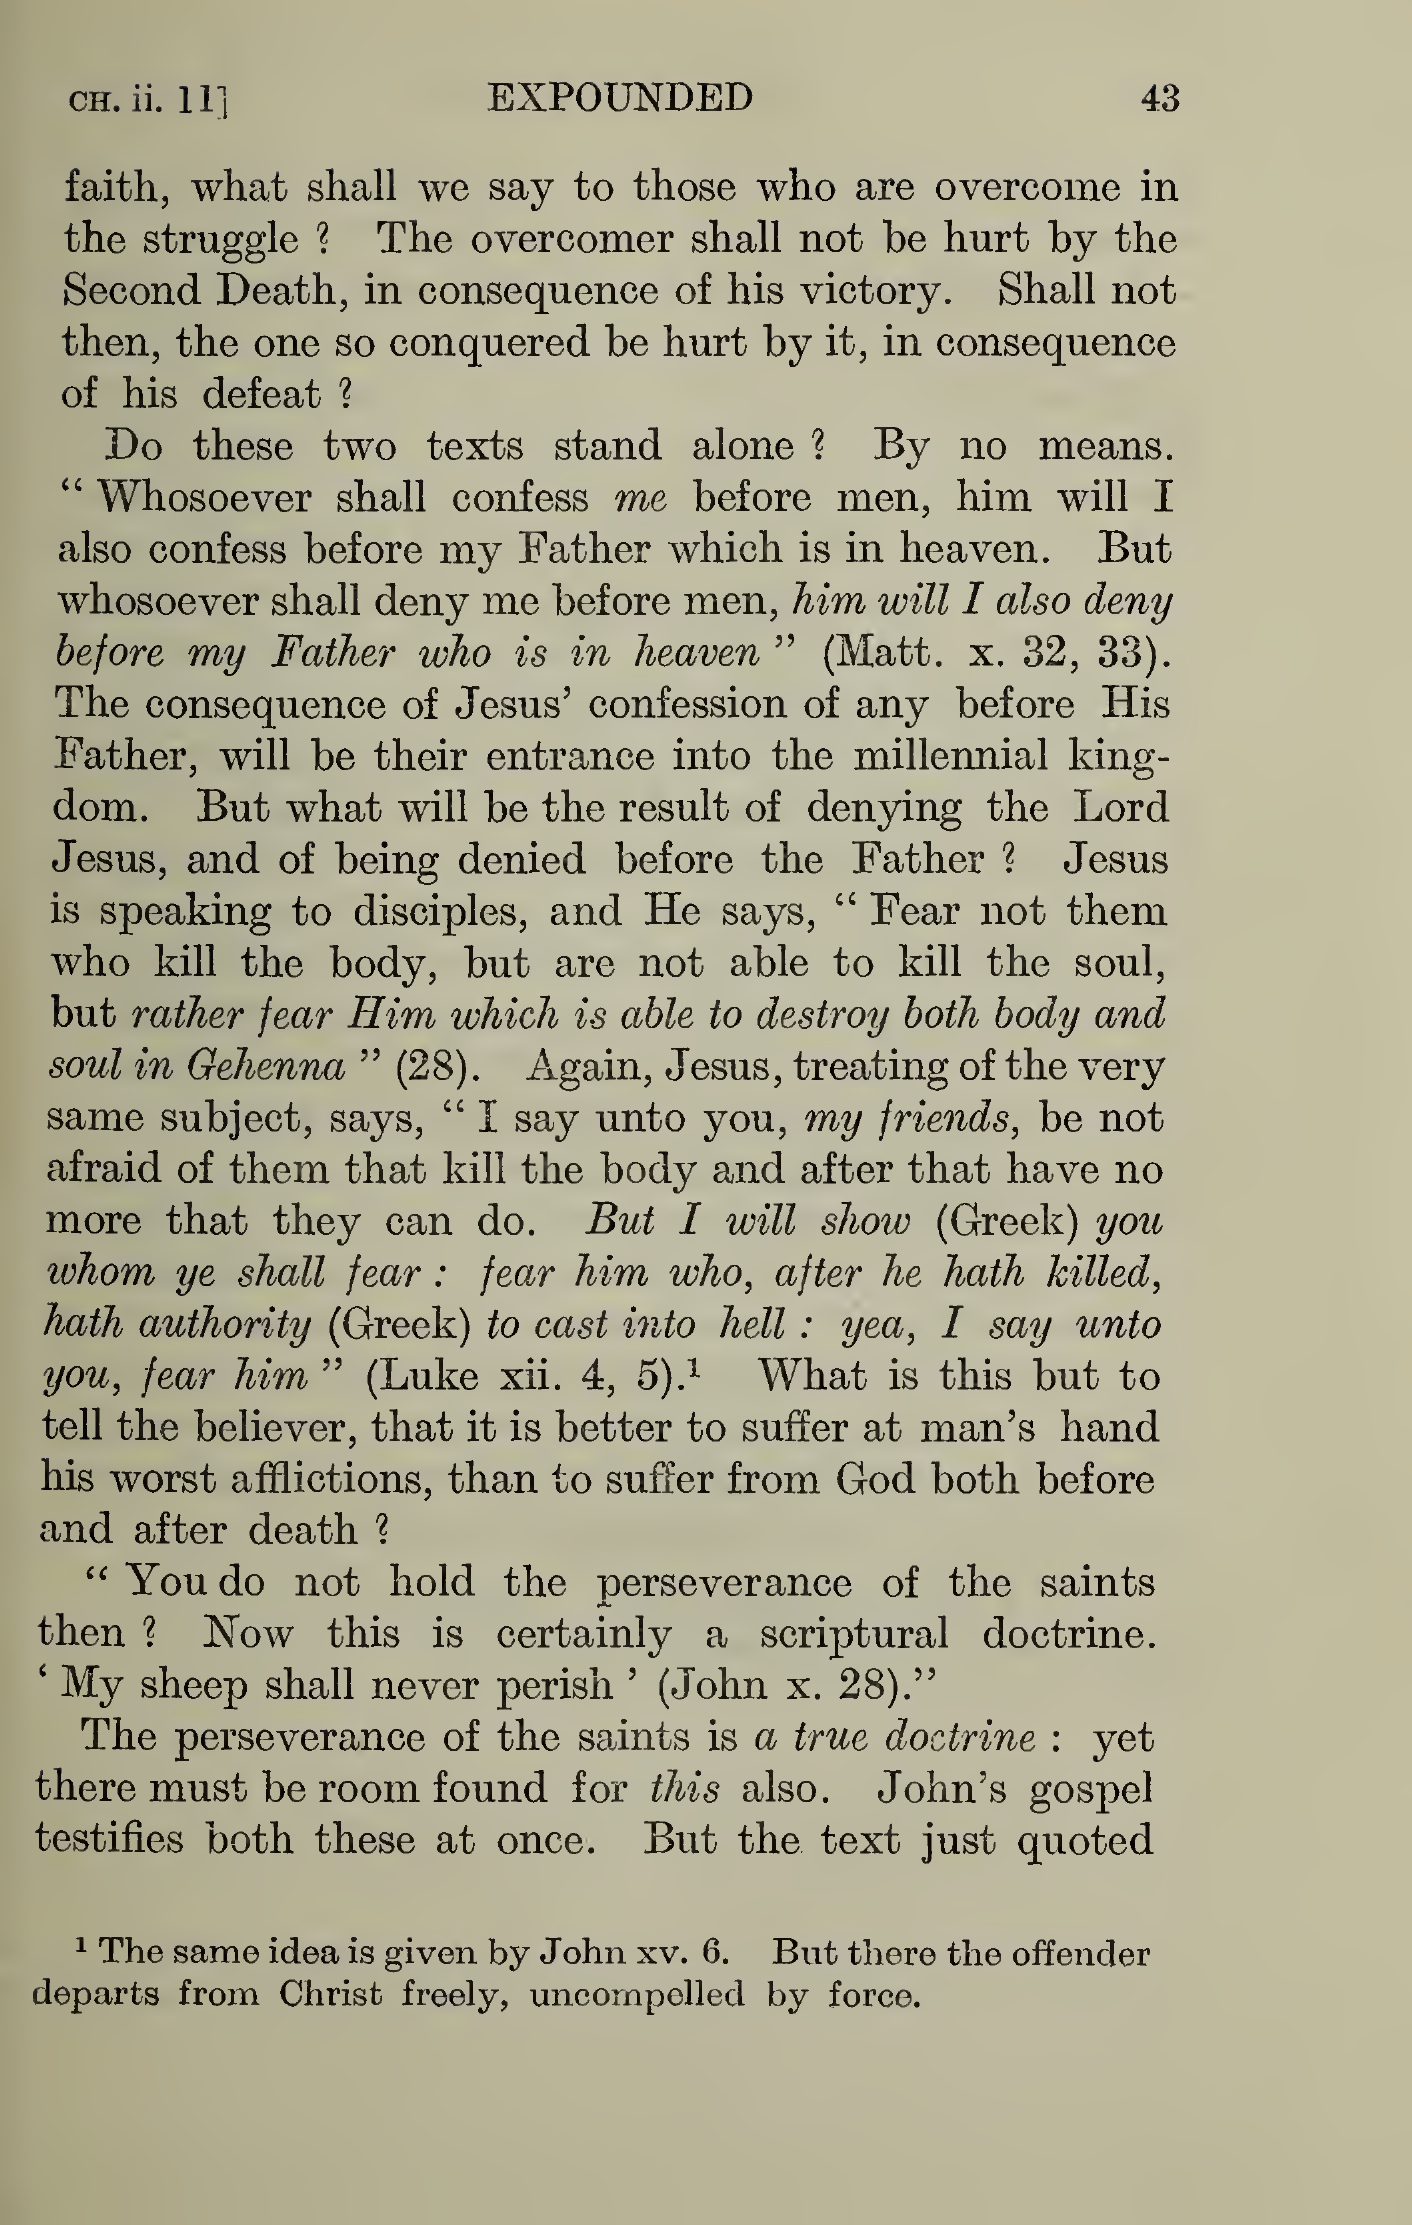 CH. ii. 11] EXPOUNDED 43
faith, what shall we say to those who are overcome in
the struggle ? The overcomer shall not be hurt by the
Second Death, in consequence of his victory. Shall not
then, the one so conquered be hurt by it, in consequence
of his defeat ?
Do these two texts stand alone ? By no means.
“ Whosoever shall confess me before men, him will I
also confess before my Father which is in heaven. But
whosoever shall deny me before men, him will I also deny
before my Father who is in heaven ” (Matt. x. 32, 33).
The consequence of Jesus’ confession of any before His
Father, will be their entrance into the millennial king-
dom. But what will be the result of denying the Lord
Jesus, and of being denied before the Father ? Jesus
is speaking to disciples, and He says, “ Fear not them
who kill the body, but are not able to kill the soul,
but rather fear Him which is able to destroy both body and
soul in Gehenna ” (28). Again, Jesus, treating of the very
same subject, says, “ I say unto you, my friends, be not
afraid of them that kill the body and after that have no
more that they can do. But I will show (Greek) you
whom ye shall fear : fear him who, after he hath killed,
hath authority (Greek) to cast into hell : yea, I say unto
you, fear him ” (Luke xii. 4, 5).¹ What is this but to
tell the believer, that it is better to suffer at man’s hand
his worst afflictions, than to suffer from God both before
and after death ?
“ You do not hold the perseverance of the saints
then ? Now this is certainly a scriptural doctrine.
‘ My sheep shall never perish ’ (John x. 28).”
The perseverance of the saints is a true doctrine : yet
there must be room found for this also. John’s gospel
testifies both these at once. But the text just quoted
¹ The same idea is given by John xv. 6. But there the offender
departs from Christ freely, uncompelled by force.